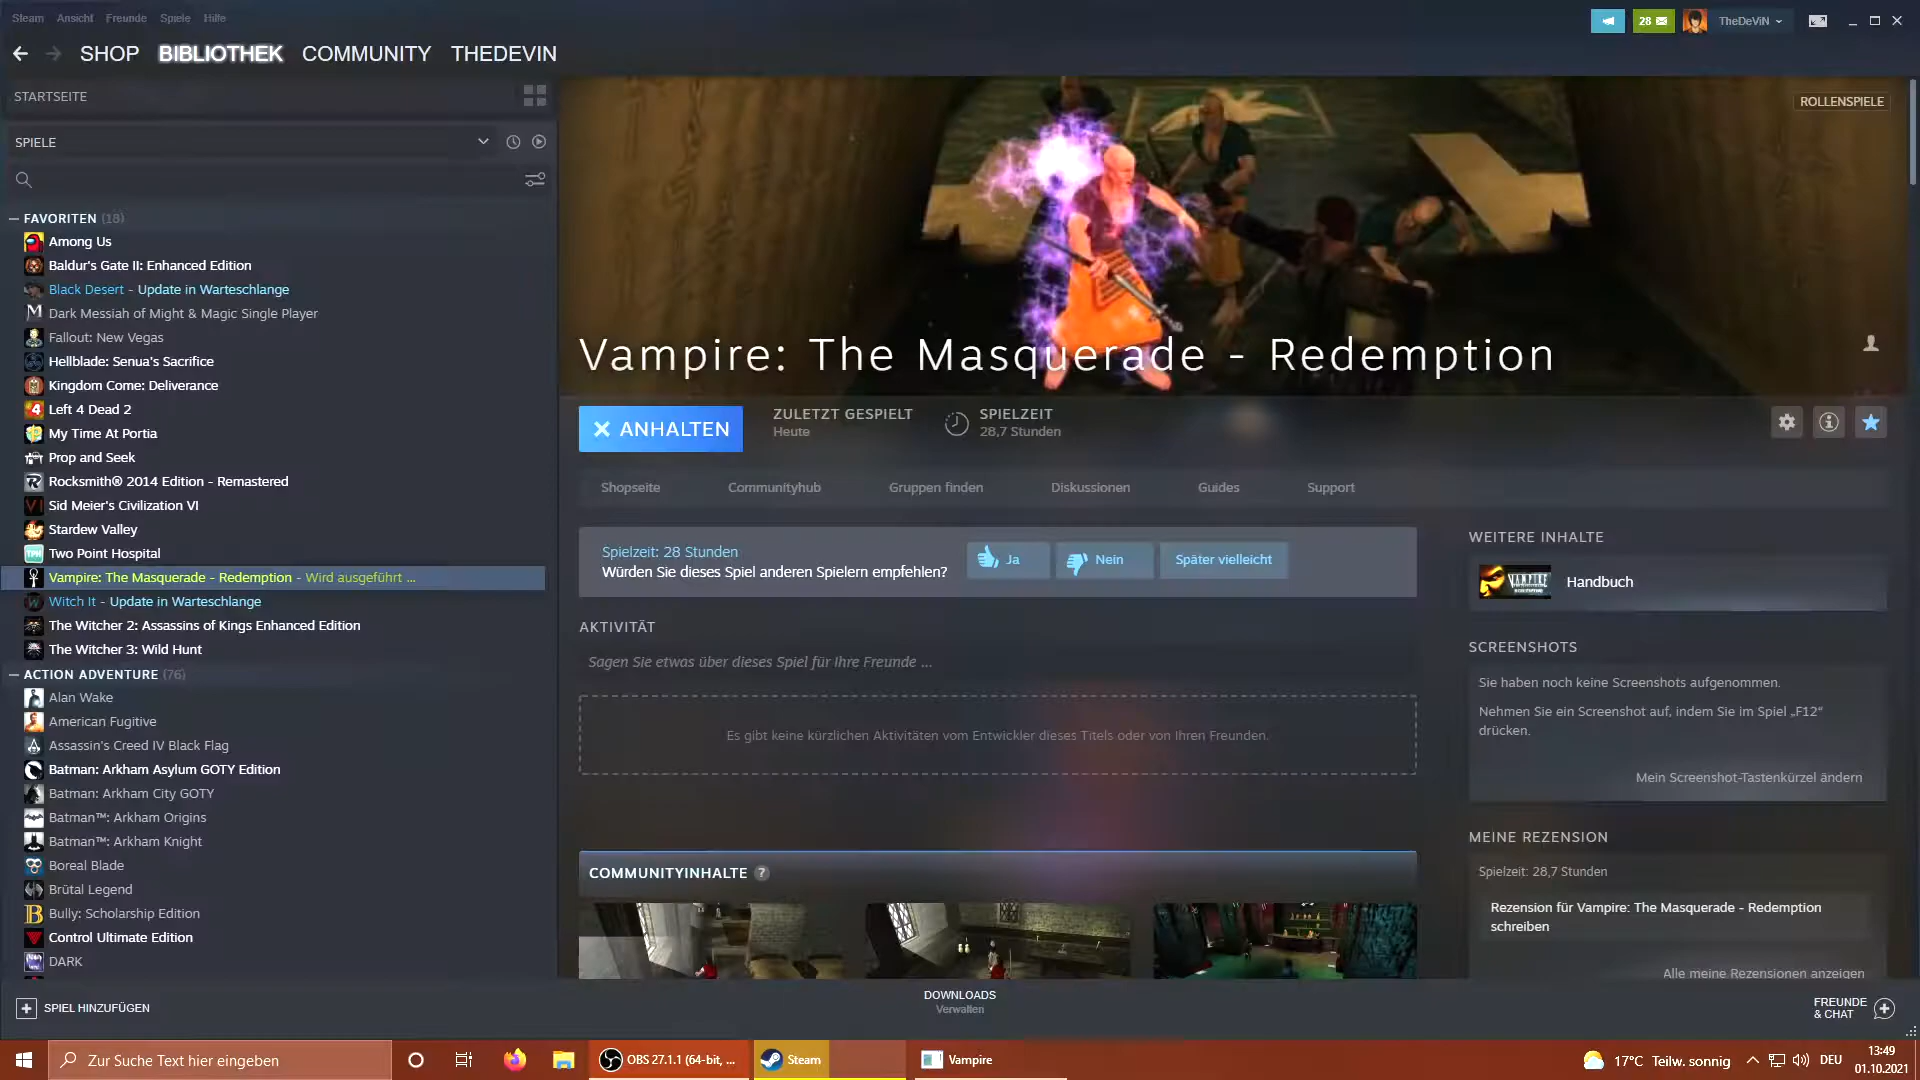 Steam Ansicht Freunde Spiele Hilfe
28
TheDeViN
SHOP BIBLIOTHEK COMMUNITY THEDEVIN
STARTSEITE
SPIELE
FAVORITEN (18)
Among Us
Baldur's Gate II: Enhanced Edition
Black Desert - Update in Warteschlange
Dark Messiah of Might & Magic Single Player
Fallout: New Vegas
Hellblade: Senua's Sacrifice
Kingdom Come: Deliverance
Left 4 Dead 2
My Time At Portia
Prop and Seek
Rocksmith® 2014 Edition - Remastered
Sid Meier's Civilization VI
Stardew Valley
Two Point Hospital
Vampire: The Masquerade - Redemption - Wird ausgeführt ...
Witch It - Update in Warteschlange
The Witcher 2: Assassins of Kings Enhanced Edition
The Witcher 3: Wild Hunt
ACTION ADVENTURE (76)
Alan Wake
American Fugitive
Assassin's Creed IV Black Flag
Batman: Arkham Asylum GOTY Edition
Batman: Arkham City GOTY
Batman™: Arkham Origins
Batman™: Arkham Knight
Boreal Blade
Brütal Legend
Bully: Scholarship Edition
Control Ultimate Edition
DARK
SPIEL HINZUFÜGEN
ROLLENSPIELE
Vampire: The Masquerade - Redemption
ANHALTEN
ZULETZT GESPIELT
Heute
SPIELZEIT
28,7 Stunden
Shopseite Communityhub Gruppen finden Diskussionen Guides Support
Spielzeit: 28 Stunden
Würden Sie dieses Spiel anderen Spielern empfehlen?
Ja
Nein
Später vielleicht
AKTIVITÄT
Sagen Sie etwas über dieses Spiel für Ihre Freunde ...
Es gibt keine kürzlichen Aktivitäten vom Entwickler dieses Titels oder von Ihren Freunden.
COMMUNITYINHALTE ?
WEITERE INHALTE
Handbuch
SCREENSHOTS
Sie haben noch keine Screenshots aufgenommen.
Nehmen Sie ein Screenshot auf, indem Sie im Spiel „F12“
drücken.
Mein Screenshot-Tastenkürzel ändern
MEINE REZENSION
Spielzeit: 28,7 Stunden
Rezension für Vampire: The Masquerade - Redemption
schreiben
Alle meine Rezensionen anzeigen
DOWNLOADS
Verwalten
FREUNDE
& CHAT
Zur Suche Text hier eingeben
OBS 27.1.1 (64-bit, ...
Steam
Vampire
17°C Teilw. sonnig
DEU
13:49
01.10.2021